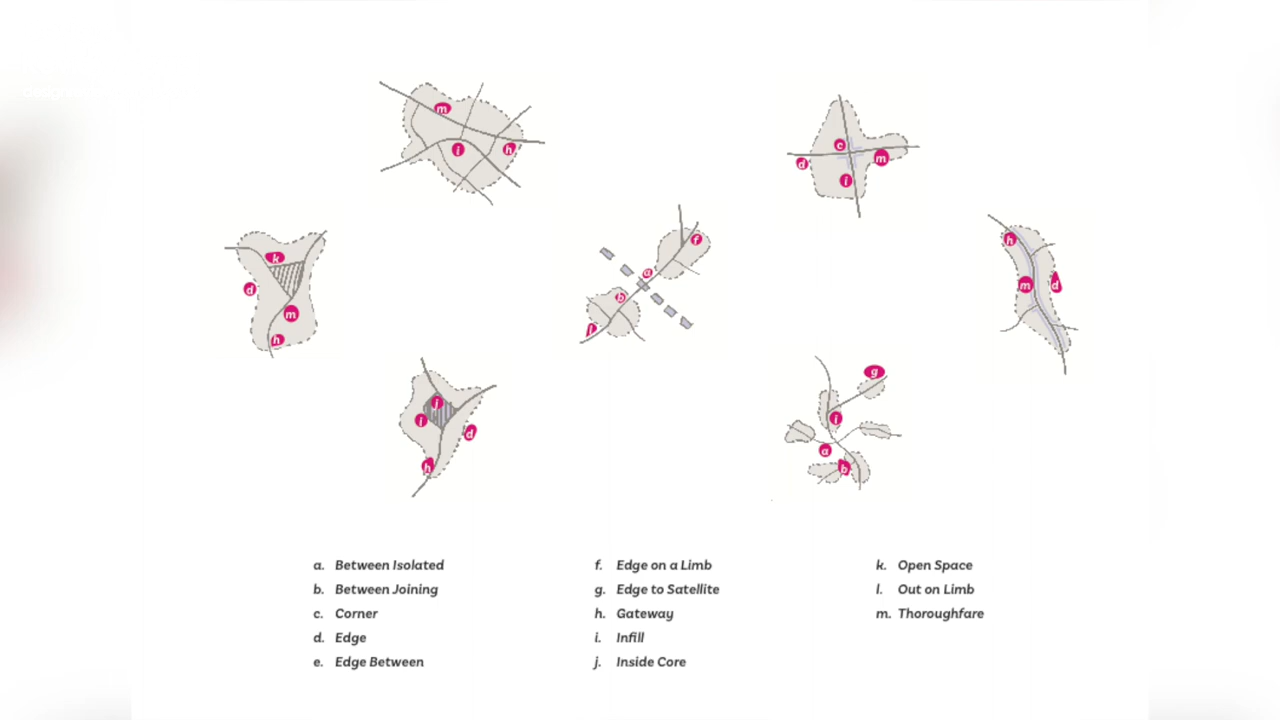 m
i
h
c
d
m
i
k
d
m
h
f
a
b
l
h
m
d
j
i
d
h
g
i
a
b
a. Between Isolated
b. Between Joining
c. Corner
d. Edge
e. Edge Between
f. Edge on a Limb
g. Edge to Satellite
h. Gateway
i. Infill
j. Inside Core
k. Open Space
l. Out on Limb
m. Thoroughfare